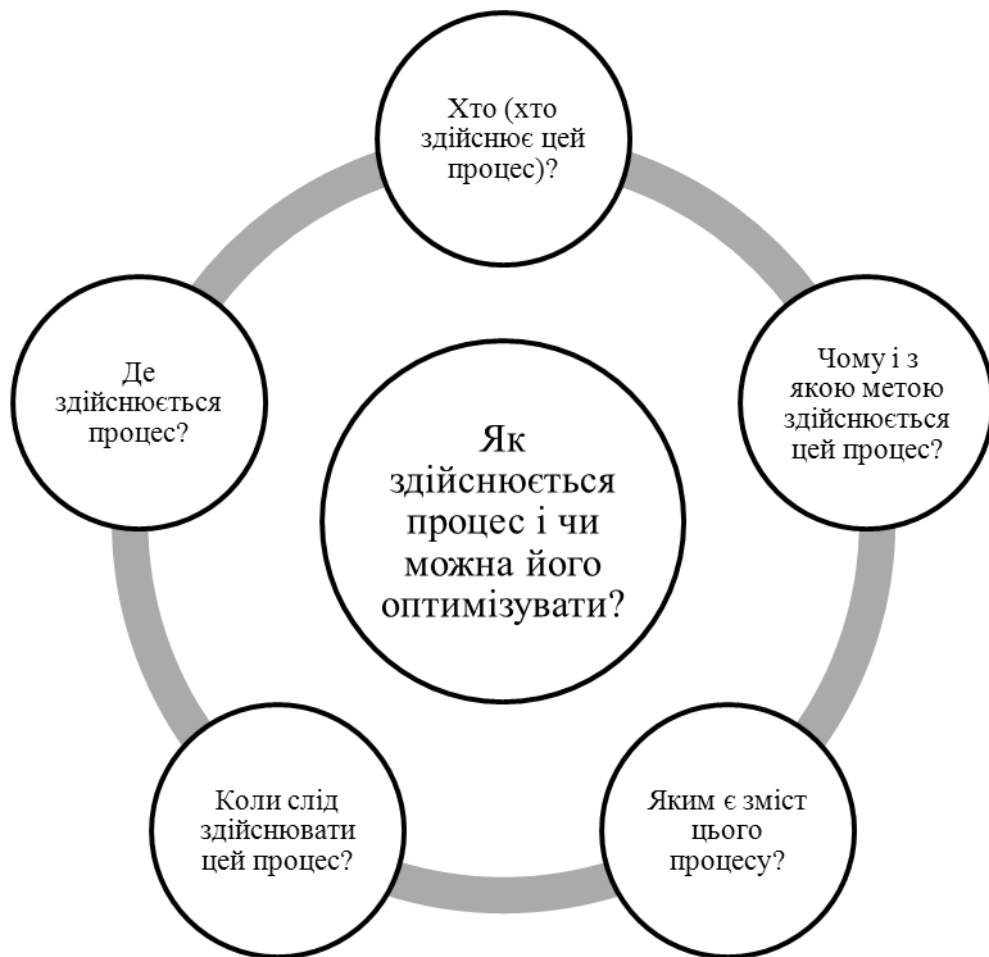 Хто (хто
здійснює цей
процес)?
Де
здійснюється
процес?
Чому і з
якою метою
здійснюється
цей процес?
Як
здійснюється
процес і чи
можна його
оптимізувати?
Коли слід
здійснювати
цей процес?
Яким є зміст
цього
процесу?